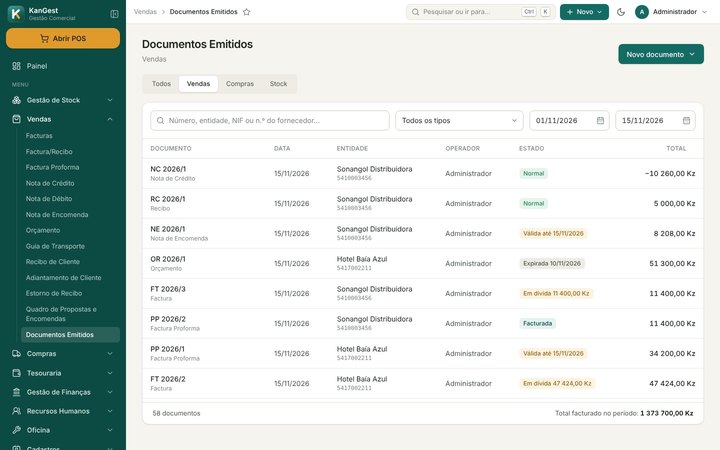 KanGest
Gestão Comercial
Abrir POS
Painel
MENU
Gestão de Stock
Vendas
Facturas
Factura/Recibo
Factura Proforma
Nota de Crédito
Nota de Débito
Nota de Encomenda
Orçamento
Guia de Transporte
Recibo de Cliente
Adiantamento de Cliente
Estorno de Recibo
Quadro de Propostas e
Encomendas
Documentos Emitidos
Compras
Tesouraria
Gestão de Finanças
Recursos Humanos
Oficina
Cadastros
Vendas > Documentos Emitidos
Pesquisar ou ir para... Ctrl K
+ Novo
A Administrador
Documentos Emitidos
Vendas
Novo documento
Todos Vendas Compras Stock
Número, entidade, NIF ou n.º do fornecedor... Todos os tipos 01/11/2026 15/11/2026
DOCUMENTO DATA ENTIDADE OPERADOR ESTADO TOTAL
NC 2026/1 15/11/2026 Sonangol Distribuidora Administrador Normal −10 260,00 Kz
Nota de Crédito 5410003456
RC 2026/1 15/11/2026 Sonangol Distribuidora Administrador Normal 5 000,00 Kz
Recibo 5410003456
NE 2026/1 15/11/2026 Sonangol Distribuidora Administrador Válida até 15/11/2026 8 208,00 Kz
Nota de Encomenda 5410003456
OR 2026/1 15/11/2026 Hotel Baía Azul Administrador Expirada 10/11/2026 51 300,00 Kz
Orçamento 5417002211
FT 2026/3 15/11/2026 Sonangol Distribuidora Administrador Em dívida 11 400,00 Kz 11 400,00 Kz
Factura 5410003456
PP 2026/2 15/11/2026 Sonangol Distribuidora Administrador Facturada 11 400,00 Kz
Factura Proforma 5410003456
PP 2026/1 15/11/2026 Hotel Baía Azul Administrador Válida até 15/11/2026 34 200,00 Kz
Factura Proforma 5417002211
FT 2026/2 15/11/2026 Hotel Baía Azul Administrador Em dívida 47 424,00 Kz 47 424,00 Kz
Factura 5417002211
58 documentos Total facturado no período: 1 373 700,00 Kz